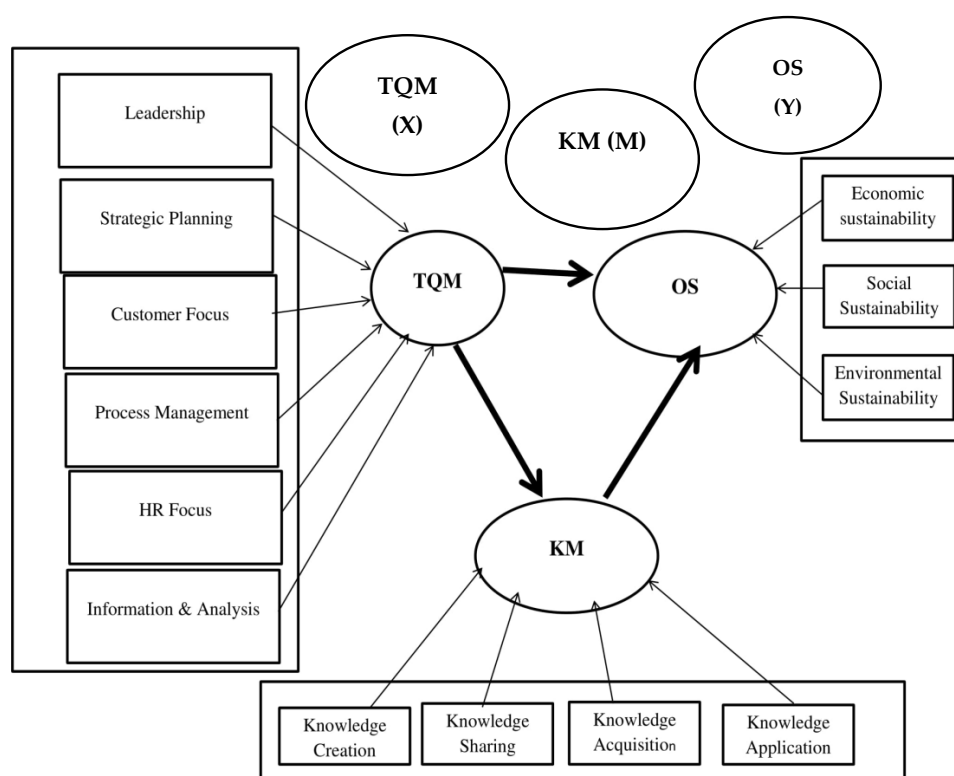 TQM
(X)
KM (M)
OS
(Y)
Leadership
Strategic Planning
Customer Focus
Process Management
HR Focus
Information & Analysis
TQM
OS
KM
Economic
sustainability
Social
Sustainability
Environmental
Sustainability
Knowledge
Creation
Knowledge
Sharing
Knowledge
Acquisition
Knowledge
Application